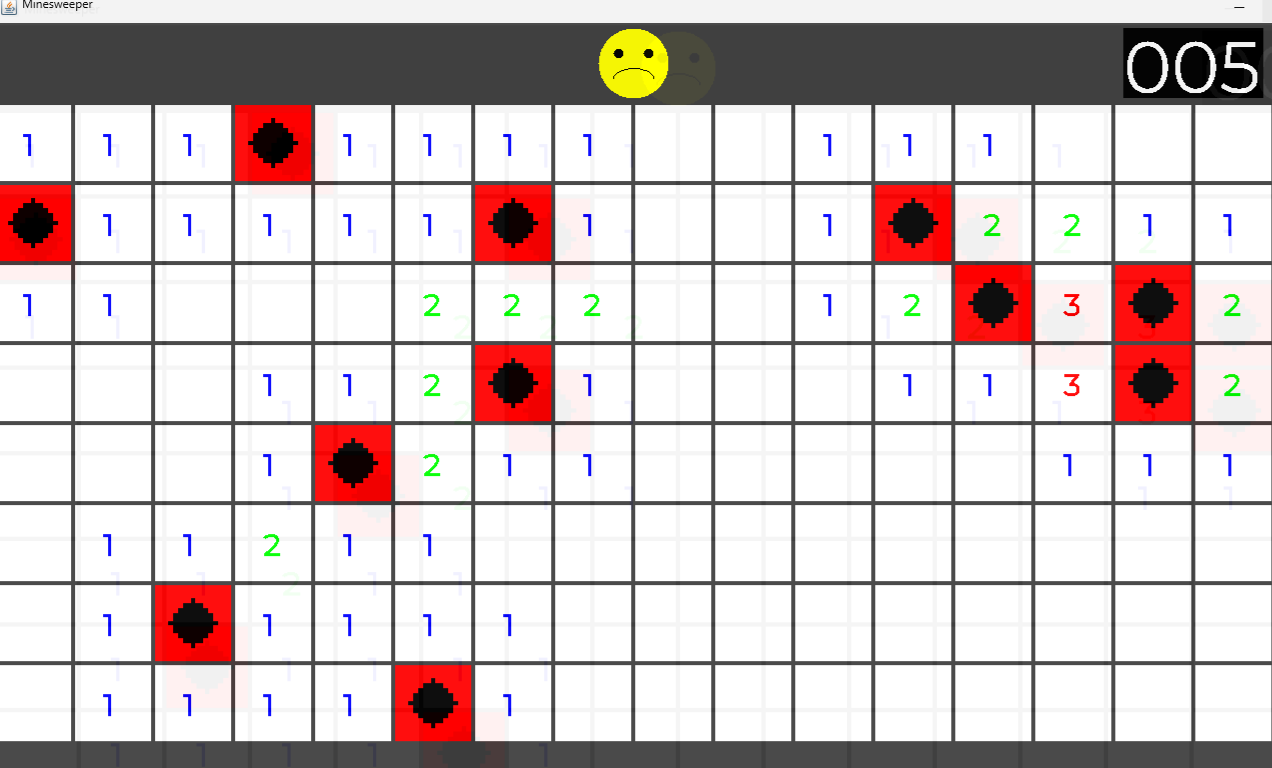 Minesweeper
005
1 1 1 1 1 1 1 1 1 1
1 1 1 1 1 1 1 2 2 1 1
1 1 2 2 2 1 2 3 2
1 1 2 1 1 1 3 2
1 2 1 1 1 1 1
1 1 2 1 1
1 1 1 1 1
1 1 1 1 1